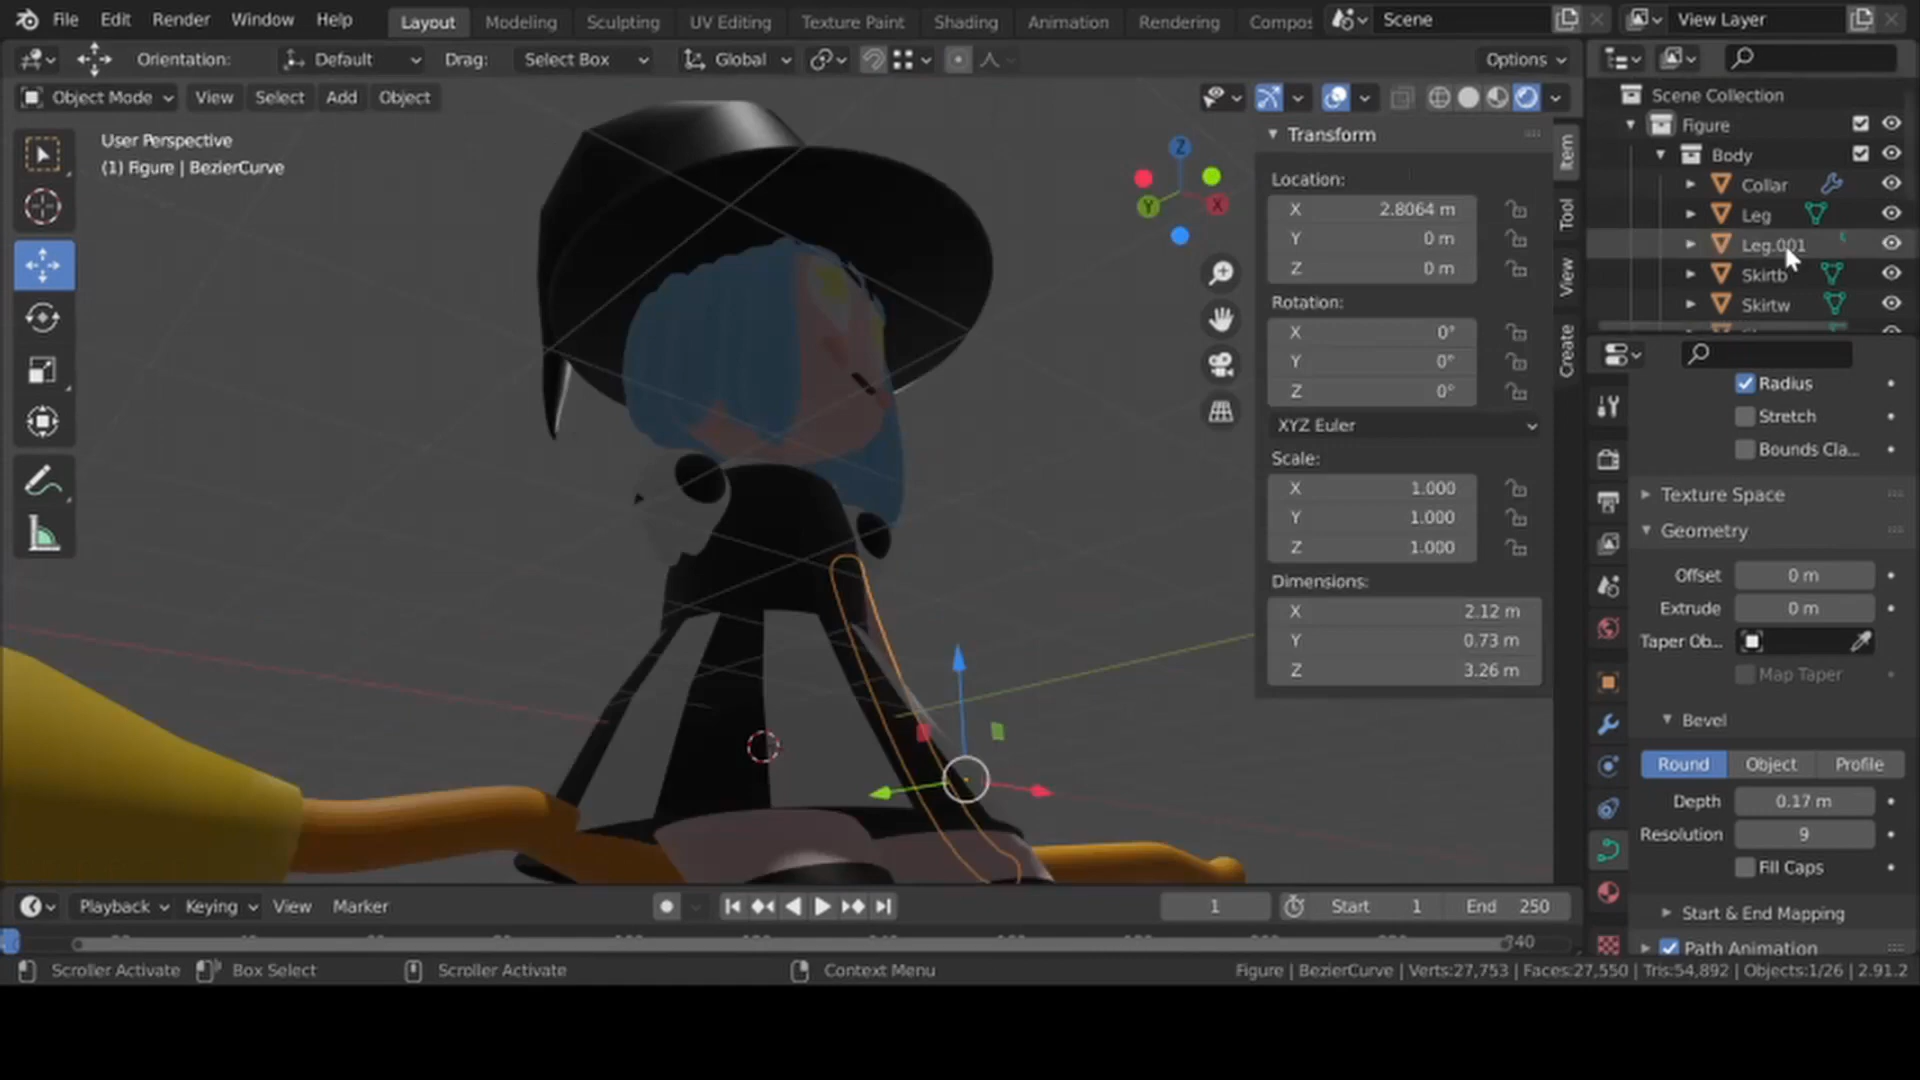 File Edit Render Window Help Layout Modeling Sculpting UV Editing Texture Paint Shading Animation Rendering Compos Scene View Layer
Orientation: Default Drag: Select Box Global Options
Object Mode View Select Add Object
User Perspective
(1) Figure | BezierCurve
Z
Y
X
Transform
Location:
X 2.8064 m
Y 0 m
Z 0 m
Rotation:
X 0°
Y 0°
Z 0°
XYZ Euler
Scale:
X 1.000
Y 1.000
Z 1.000
Dimensions:
X 2.12 m
Y 0.73 m
Z 3.26 m
Item
Tool
View
Create
Scene Collection
Figure
Body
Collar
Leg
Leg.001
Skirtb
Skirtw
Radius
Stretch
Bounds Cla...
Texture Space
Geometry
Offset 0 m
Extrude 0 m
Taper Ob...
Map Taper
Bevel
Round Object Profile
Depth 0.17 m
Resolution 9
Fill Caps
Start & End Mapping
Path Animation
Playback Keying View Marker 1 Start 1 End 250
Scroller Activate Box Select Scroller Activate Context Menu Figure | BezierCurve | Verts:27,753 | Faces:27,550 | Tris:54,892 | Objects:1/26 | 2.91.2